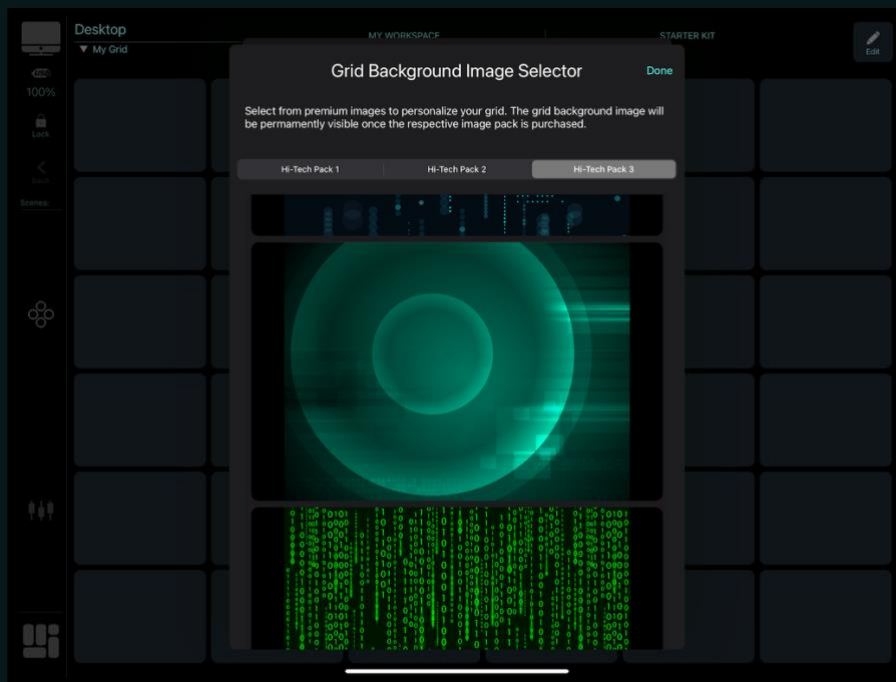 Desktop
MY WORKSPACE
STARTER KIT
▼ My Grid
Edit
USB
100%
Lock
Back
Scenes:
Grid Background Image Selector
Done
Select from premium images to personalize your grid. The grid background image will
be permamently visible once the respective image pack is purchased.
Hi-Tech Pack 1
Hi-Tech Pack 2
Hi-Tech Pack 3